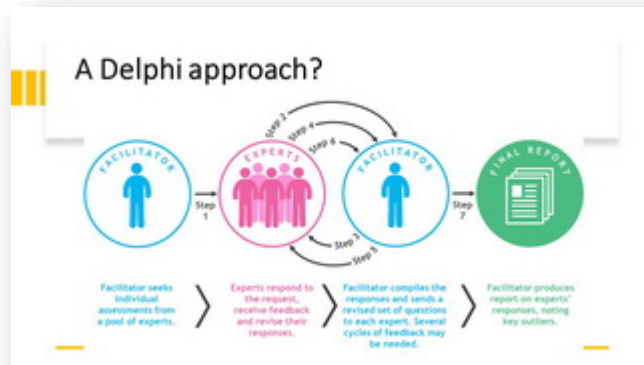 A Delphi approach?
FACILITATOR
Step
1
EXPERTS
Step 2
Step 4
Step 6
Step 3
Step 5
FACILITATOR
Step
7
FINAL REPORT
Facilitator seeks
individual
assessments from
a pool of experts.
Experts respond to
the request,
receive feedback
and revise their
responses.
Facilitator compiles the
responses and sends a
revised set of questions
to each expert. Several
cycles of feedback may
be needed.
Facilitator produces
report on experts'
responses, noting
key outliers.